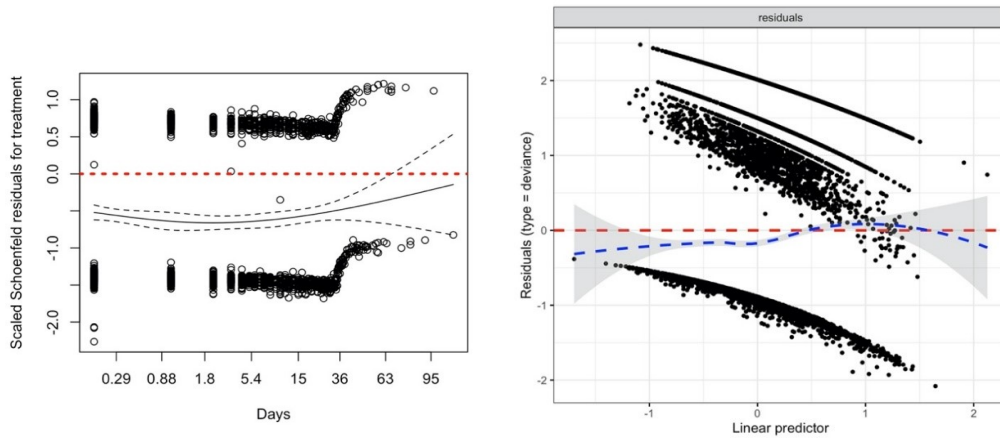 Scaled Schoenfeld residuals for treatment
1.0
0.5
0.0
-1.0
-2.0
0.29 0.88 1.8 5.4 15 36 63 95
Days
residuals
Residuals (type = deviance)
2
1
0
-1
-2
-1 0 1 2
Linear predictor